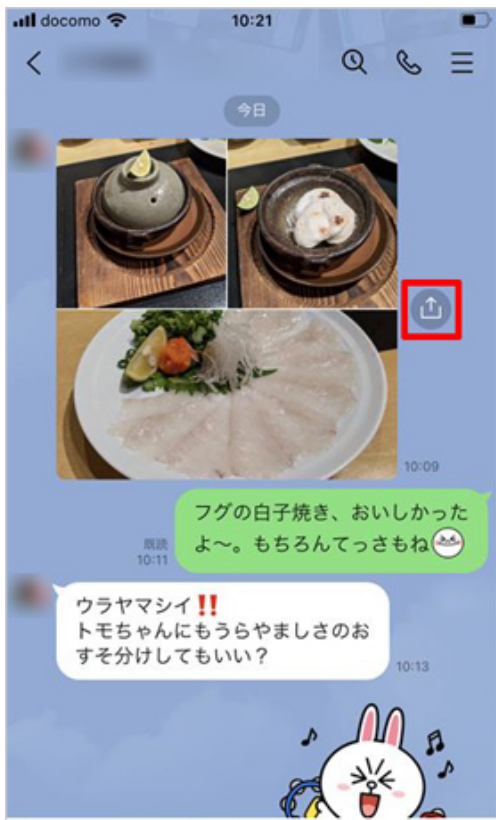 docomo 10:21
今日
10:09
フグの白子焼き、おいしかった
よ〜。もちろんてっさもね
既読
10:11
ウラヤマシイ‼
トモちゃんにもうらやましさのお
すそ分けしてもいい？
10:13